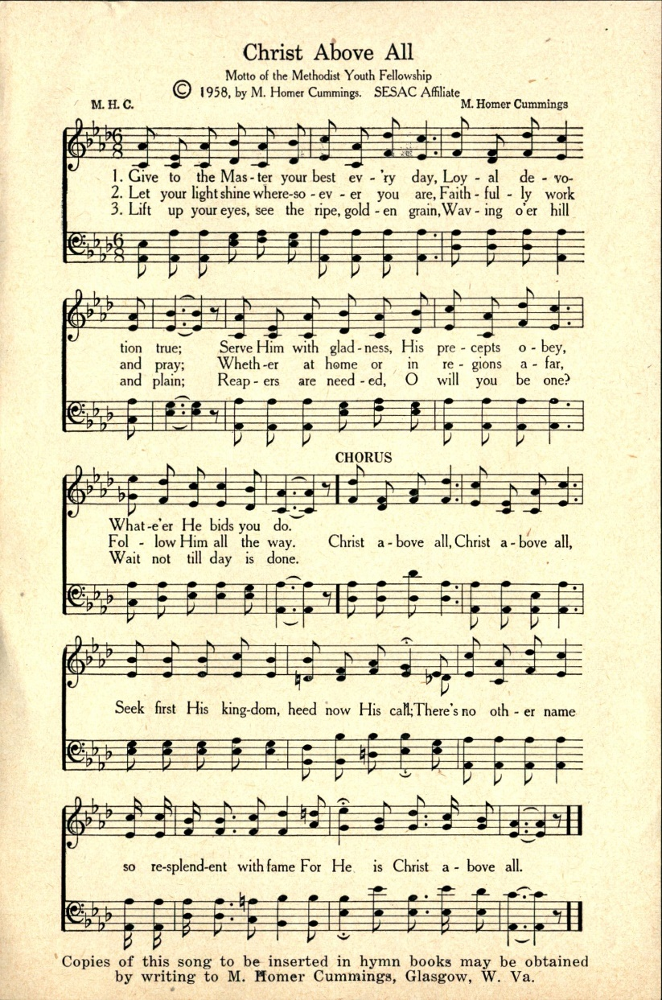 Christ Above All
Motto of the Methodist Youth Fellowship
© 1958, by M. Homer Cummings. SESAC Affiliate
M. H. C. M. Homer Cummings
6 8
1. Give to the Mas - ter your best ev - 'ry day, Loy - al de - vo-
2. Let your light shine where-so - ev - er you are, Faith - ful - ly work
3. Lift up your eyes, see the ripe, gold - en grain, Wav - ing o'er hill
6 8
tion true; Serve Him with glad - ness, His pre - cepts o - bey,
and pray; Wheth-er at home or in re - gions a - far,
and plain; Reap - ers are need - ed, O will you be one?
CHORUS
What-e'er He bids you do.
Fol - low Him all the way. Christ a - bove all, Christ a - bove all,
Wait not till day is done.
Seek first His king-dom, heed now His call; There's no oth - er name
so re-splend-ent with fame For He is Christ a - bove all.
Copies of this song to be inserted in hymn books may be obtained
by writing to M. Homer Cummings, Glasgow, W. Va.